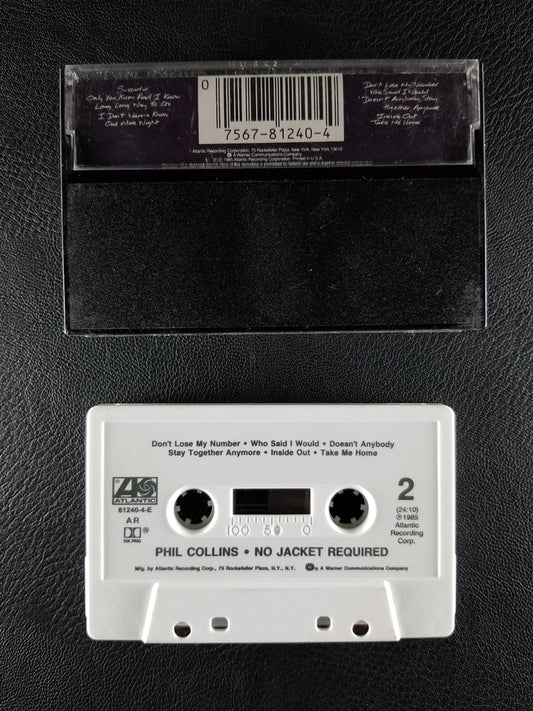 Sussudio
Only You Know And I Know
Long Long Way To Go
I Don't Wanna Know
One More Night
0
7567-81240-4
Don't Lose My Number
Who Said I Would
Doesn't Anybody Stay
Together Anymore
Inside Out
Take Me Home
Atlantic Recording Corporation, 75 Rockefeller Plaza, New York, New York 10019
A Warner Communications Company
℗ © 1985 Atlantic Recording Corporation. Printed in U.S.A.
Don't Lose My Number • Who Said I Would • Doesn't Anybody
Stay Together Anymore • Inside Out • Take Me Home
ATLANTIC
81240-4-E
AR
HX PRO
2
(24:10)
℗1985
Atlantic
Recording
Corp.
100 50 0
PHIL COLLINS • NO JACKET REQUIRED
Mfg. by Atlantic Recording Corp., 75 Rockefeller Plaza, N.Y., N.Y. A Warner Communications Company